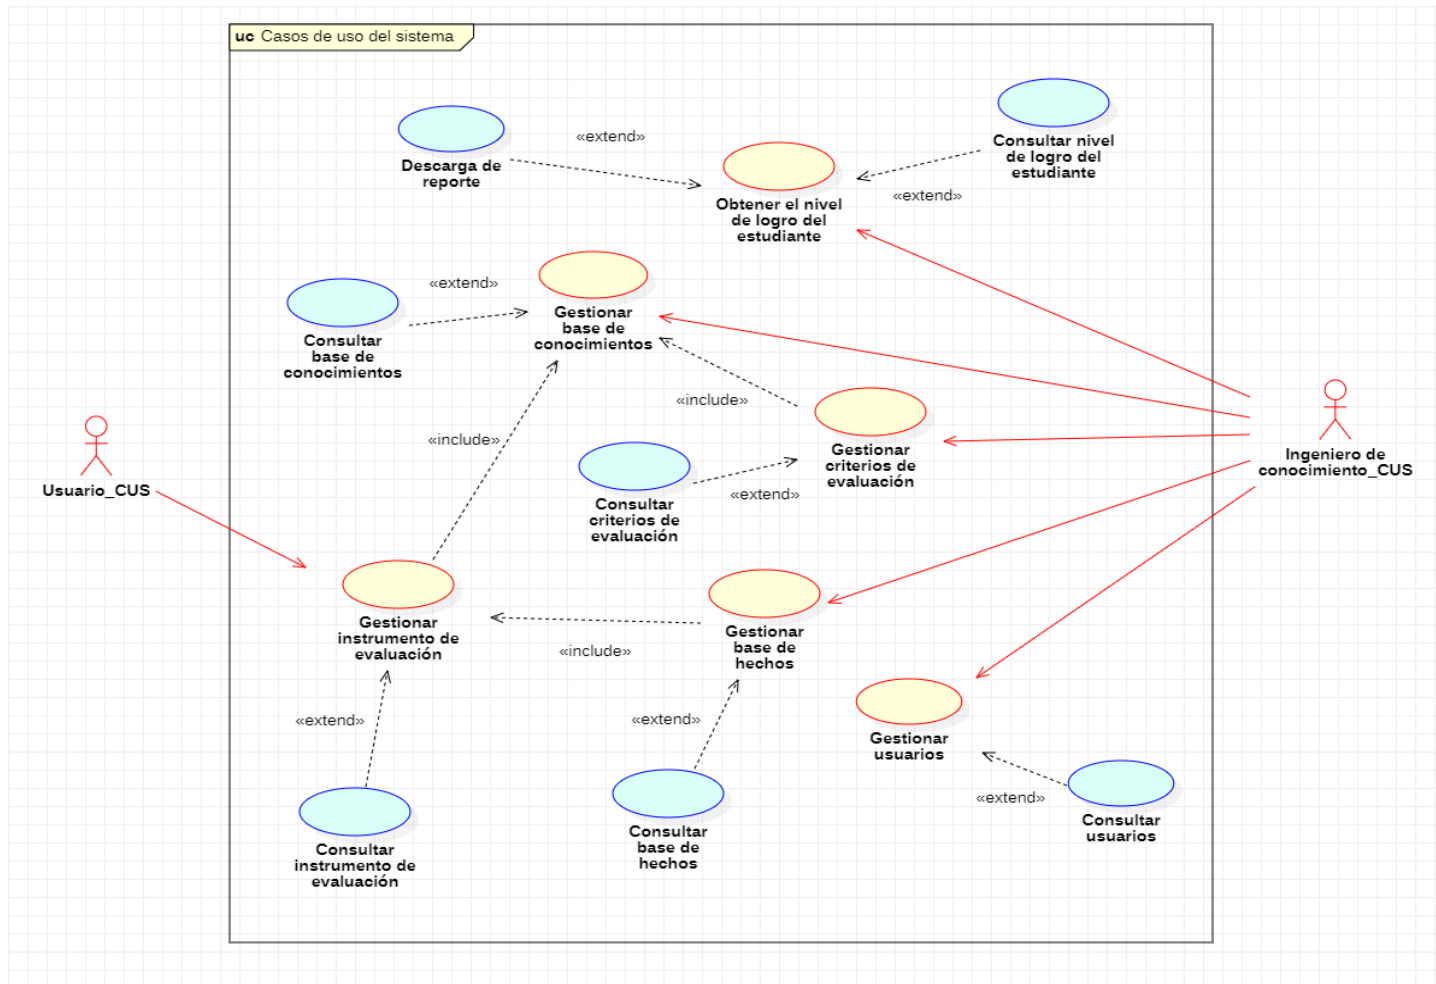 uc Casos de uso del sistema
«extend»
Descarga de
reporte
Consultar nivel
de logro del
estudiante
«extend»
Obtener el nivel
de logro del
estudiante
«extend»
Consultar
base de
conocimientos
Gestionar
base de
conocimientos
«include»
«include»
Gestionar
criterios de
evaluación
«extend»
Consultar
criterios de
evaluación
Usuario_CUS
Ingeniero de
conocimiento_CUS
Gestionar
instrumento de
evaluación
«include»
Gestionar
base de
hechos
«extend»
«extend»
Gestionar
usuarios
«extend»
Consultar
usuarios
Consultar
instrumento de
evaluación
Consultar
base de
hechos